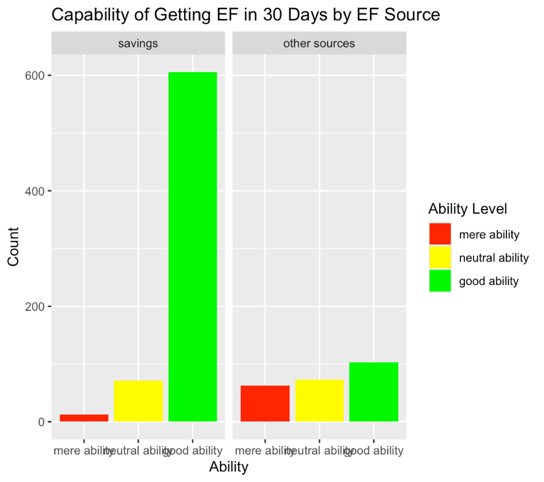 Capability of Getting EF in 30 Days by EF Source
savings other sources
600
400
200
0
Count
mere ability neutral ability good ability mere ability neutral ability good ability
Ability
Ability Level
mere ability
neutral ability
good ability